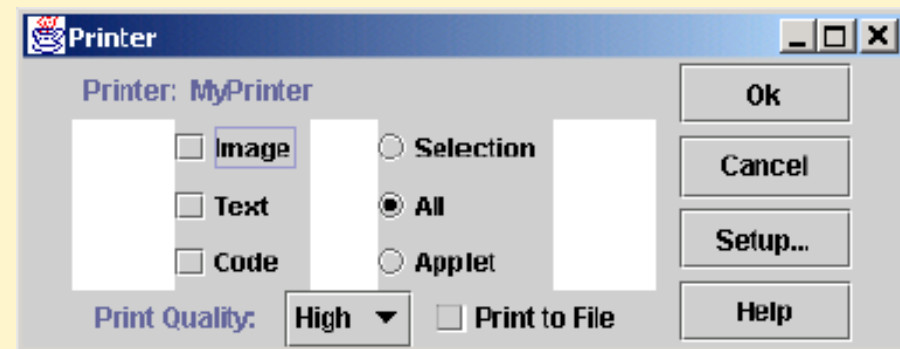 Printer
Printer: MyPrinter
Ok
Image
Selection
Cancel
Text
All
Setup...
Code
Applet
Print Quality:
High
Print to File
Help